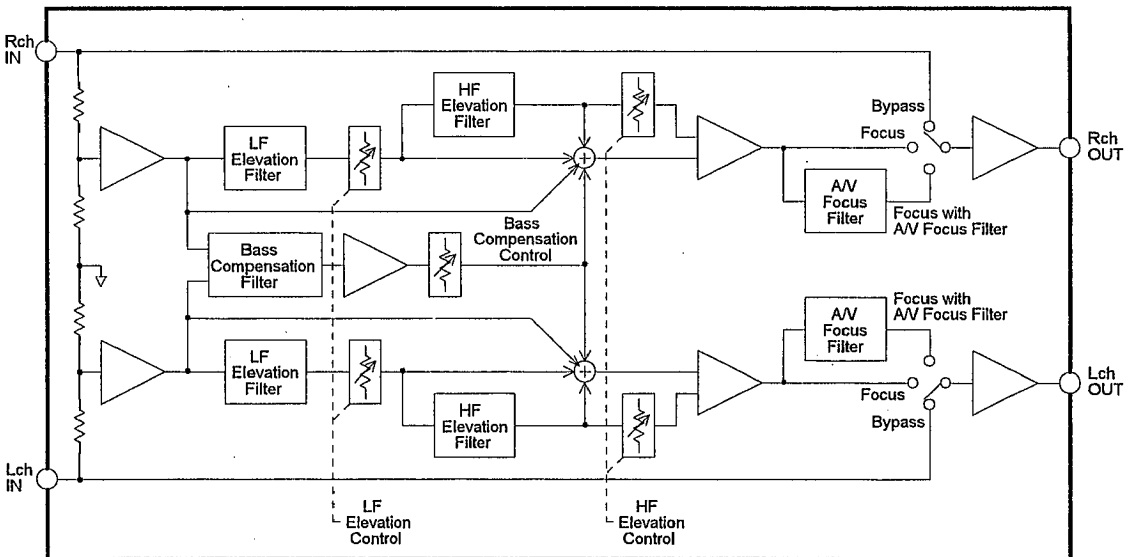 Rch
IN
HF
Elevation
Filter
Bypass
Focus
Rch
OUT
LF
Elevation
Filter
A/V
Focus
Filter
Focus with
A/V Focus Filter
Bass
Compensation
Filter
Bass
Compensation
Control
Focus with
A/V Focus Filter
A/V
Focus
Filter
LF
Elevation
Filter
Focus
Bypass
Lch
OUT
HF
Elevation
Filter
Lch
IN
LF
Elevation
Control
HF
Elevation
Control